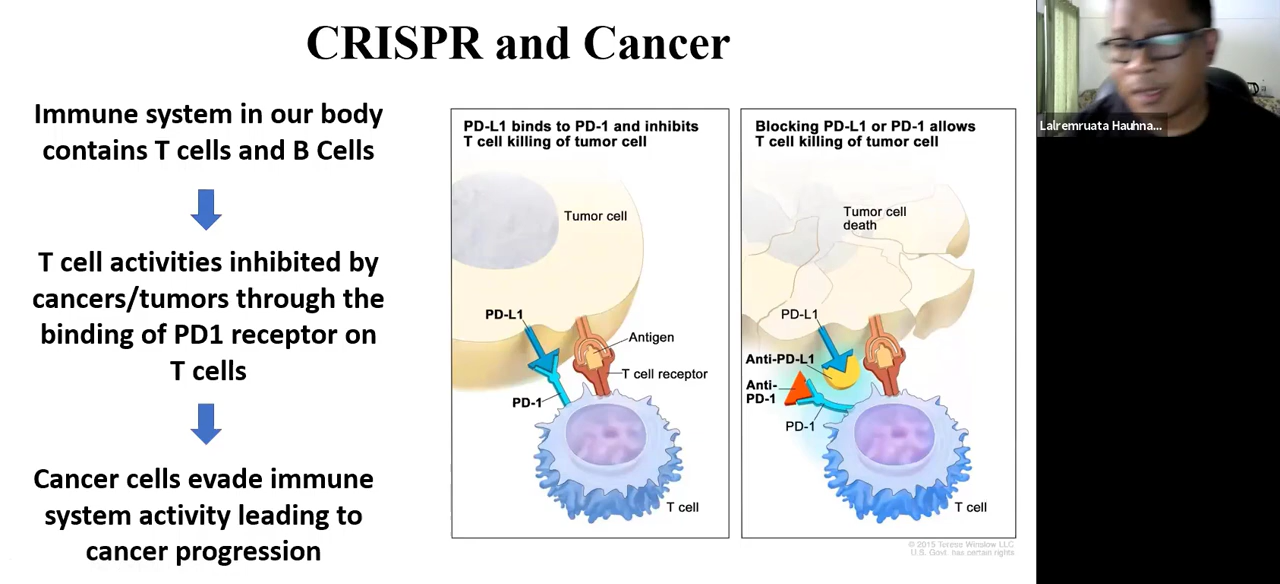 CRISPR and Cancer
Immune system in our body
contains T cells and B Cells
T cell activities inhibited by
cancers/tumors through the
binding of PD1 receptor on
T cells
Cancer cells evade immune
system activity leading to
cancer progression
PD-L1 binds to PD-1 and inhibits
T cell killing of tumor cell
Tumor cell
PD-L1
Antigen
T cell receptor
PD-1
T cell
Blocking PD-L1 or PD-1 allows
T cell killing of tumor cell
Tumor cell
death
PD-L1
Anti-PD-L1
Anti-
PD-1
PD-1
T cell
© 2015 Terese Winslow LLC
U.S. Govt. has certain rights
Lalremruata Hauhna...